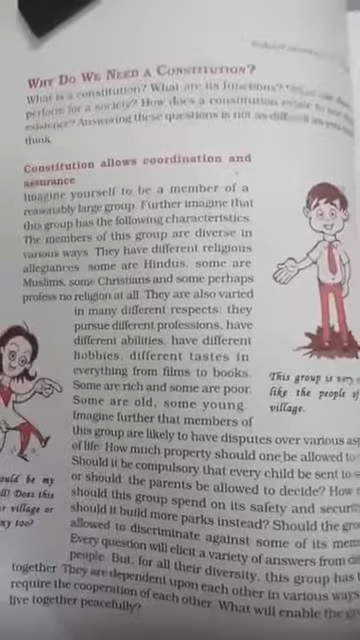 WHY DO WE NEED A CONSTITUTION?
What is a constitution? What are its functions? What
perform for a society? How does a constitution relate to our
existence? Answering these questions is not as difficult as
think.
Constitution allows coordination and
assurance
Imagine yourself to be a member of a
reasonably large group. Further imagine that
this group has the following characteristics.
The members of this group are diverse in
various ways. They have different religious
allegiances: some are Hindus, some are
Muslims, some Christians and some perhaps
profess no religion at all. They are also varied
in many different respects: they
pursue different professions, have
different abilities, have different
hobbies, different tastes in
everything from films to books.
Some are rich and some are poor.
Some are old, some young.
Imagine further that members of
this group are likely to have disputes over various as
of life: How much property should one be allowed to
Should it be compulsory that every child be sent to
or should the parents be allowed to decide? How
should this group spend on its safety and securi
should it build more parks instead? Should the gro
allowed to discriminate against some of its mem
Every question will elicit a variety of answers from
people. But, for all their diversity, this group has
together. They are dependent upon each other in various ways
require the cooperation of each other. What will enable the
live together peacefully?
This group is very
like the people of
village.
ould be my
ll! Does this
r village or
ny too?